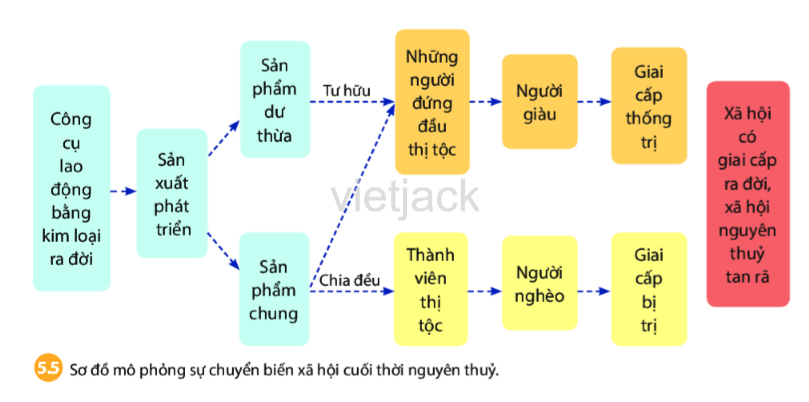 Công
cụ
lao
động
bằng
kim loại
ra đời
Sản
xuất
phát
triển
Sản
phẩm
dư
thừa
Tư hữu
Những
người
đứng
đầu
thị tộc
Người
giàu
Giai
cấp
thống
trị
Sản
phẩm
chung
Chia đều
Thành
viên
thị
tộc
Người
nghèo
Giai
cấp
bị
trị
Xã hội
có
giai cấp
ra đời,
xã hội
nguyên
thuỷ
tan rã
vietjack
5.5 Sơ đồ mô phỏng sự chuyển biến xã hội cuối thời nguyên thuỷ.